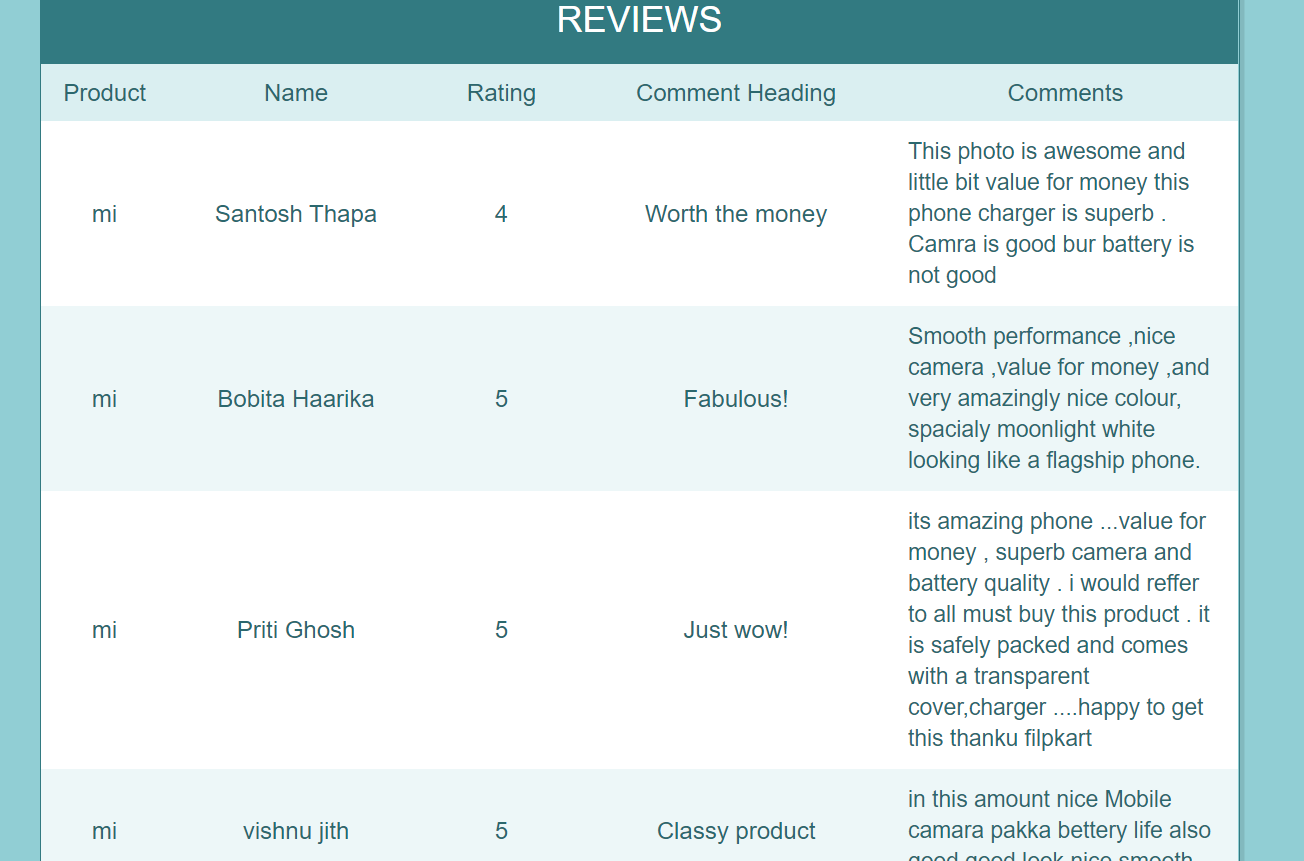 REVIEWS
Product Name Rating Comment Heading Comments
mi Santosh Thapa 4 Worth the money
This photo is awesome and
little bit value for money this
phone charger is superb .
Camra is good bur battery is
not good
mi Bobita Haarika 5 Fabulous!
Smooth performance ,nice
camera ,value for money ,and
very amazingly nice colour,
spacialy moonlight white
looking like a flagship phone.
mi Priti Ghosh 5 Just wow!
its amazing phone ...value for
money , superb camera and
battery quality . i would reffer
to all must buy this product . it
is safely packed and comes
with a transparent
cover,charger ....happy to get
this thanku filpkart
mi vishnu jith 5 Classy product
in this amount nice Mobile
camara pakka bettery life also
good good look nice smooth